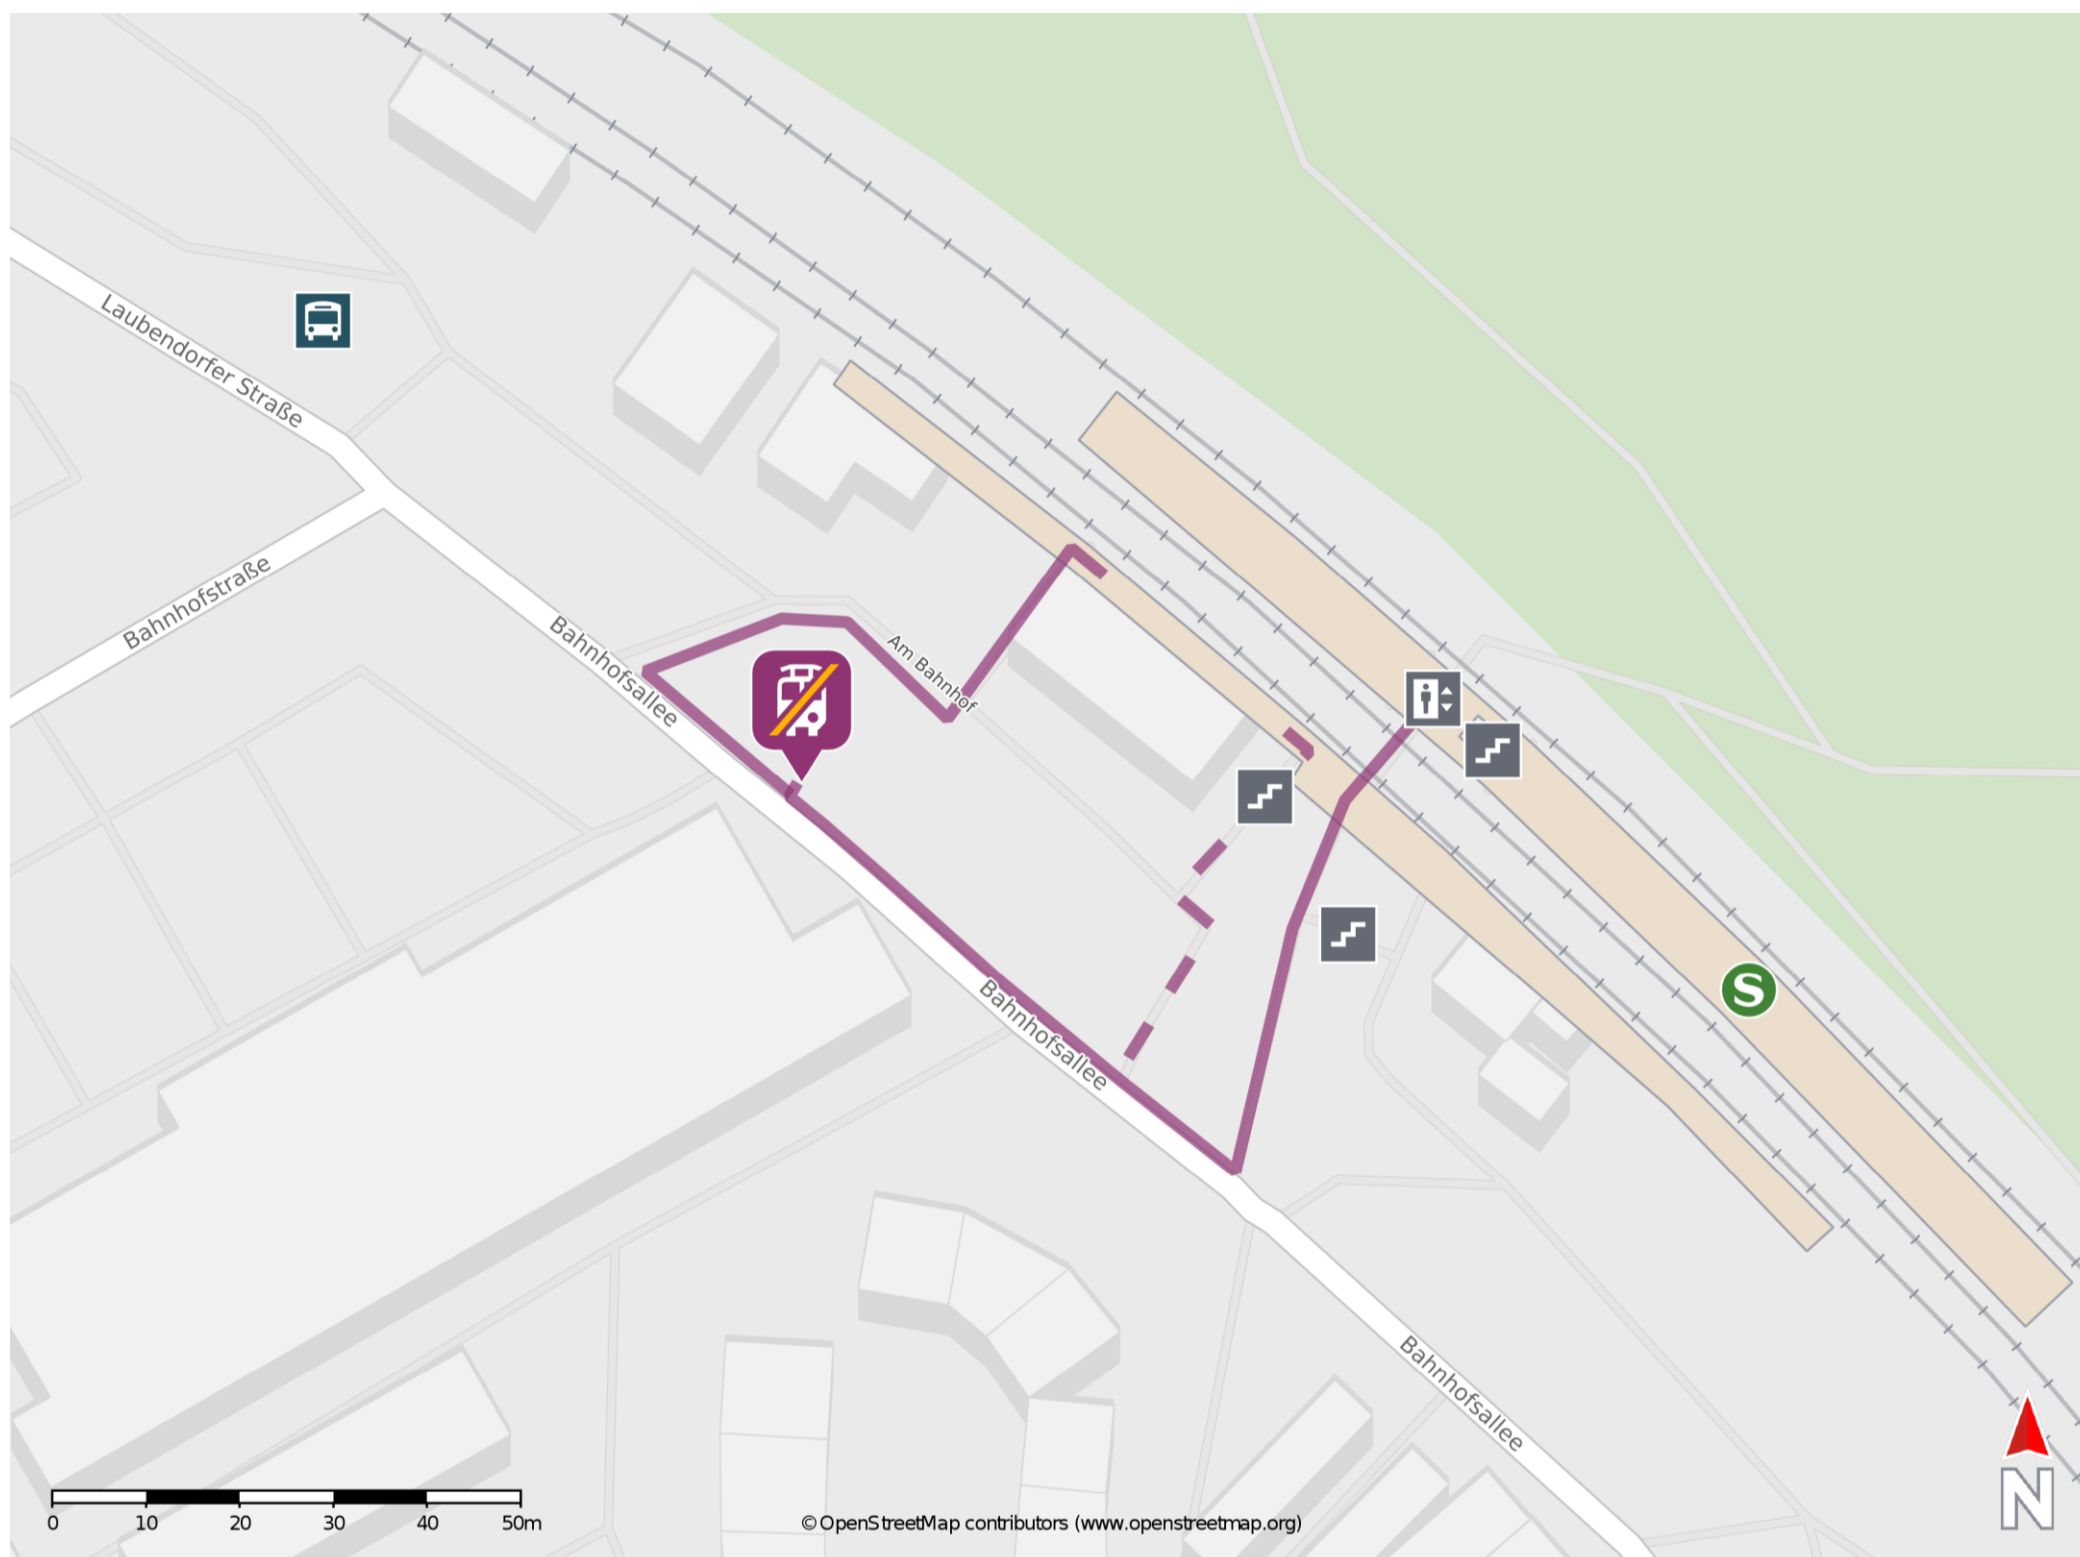 Laubendorfer Straße
Bahnhofstraße
Bahnhofsallee
Am Bahnhof
Bahnhofsallee
S
Bahnhofsallee
N
0 10 20 30 40 50m
©OpenStreetMap contributors (www.openstreetmap.org)